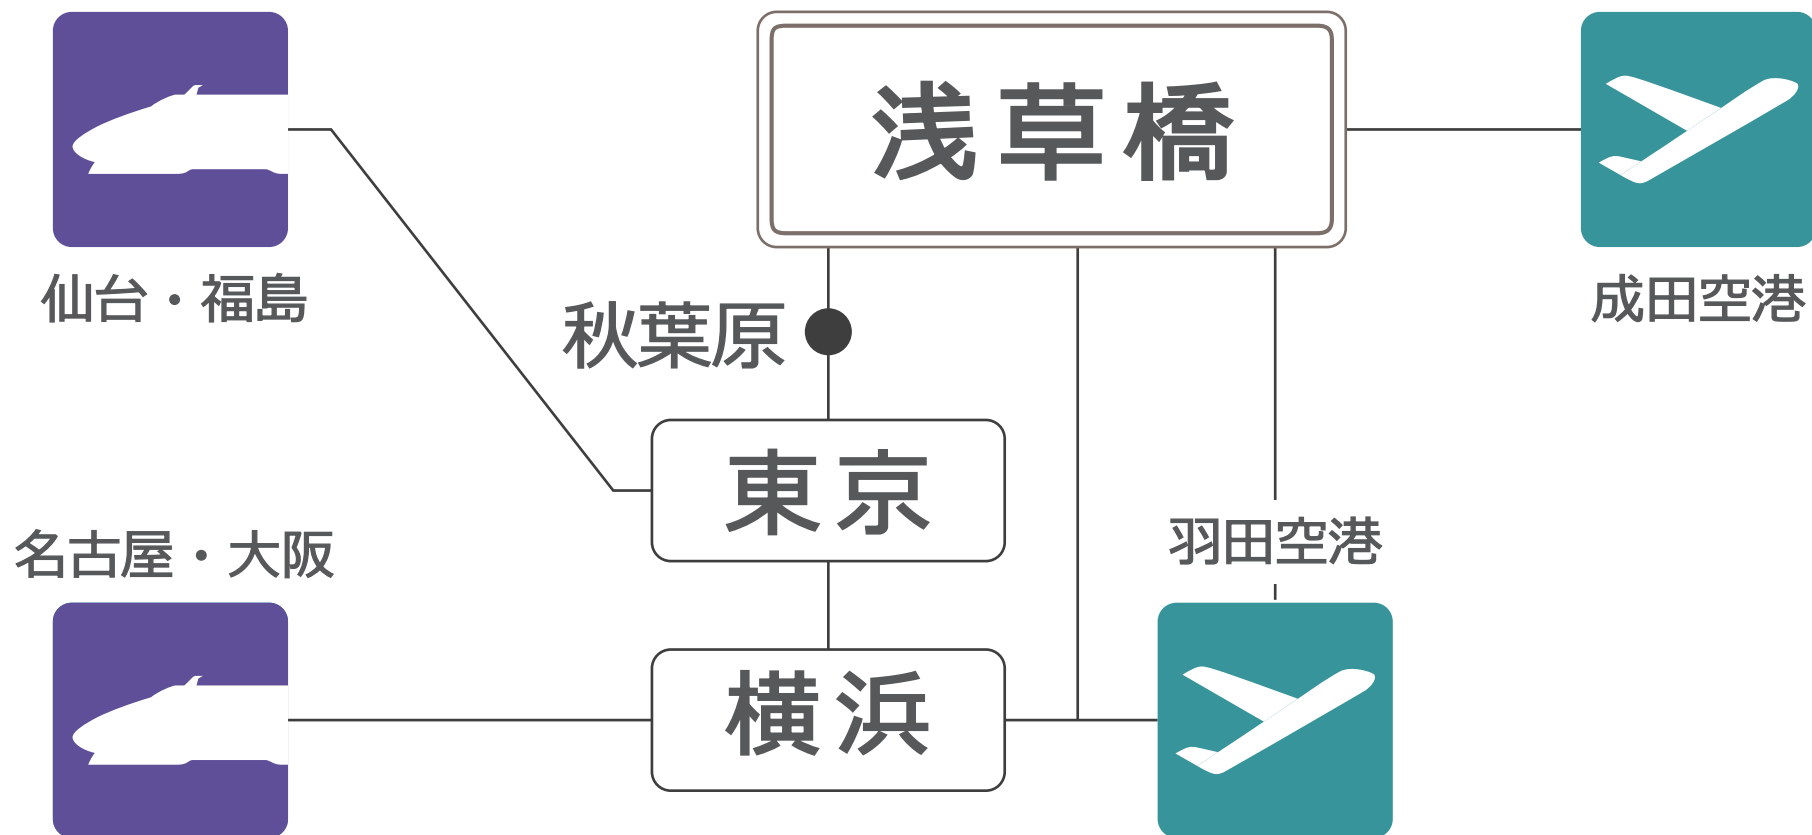 浅草橋
仙台・福島
成田空港
秋葉原
東京
名古屋・大阪
羽田空港
横浜